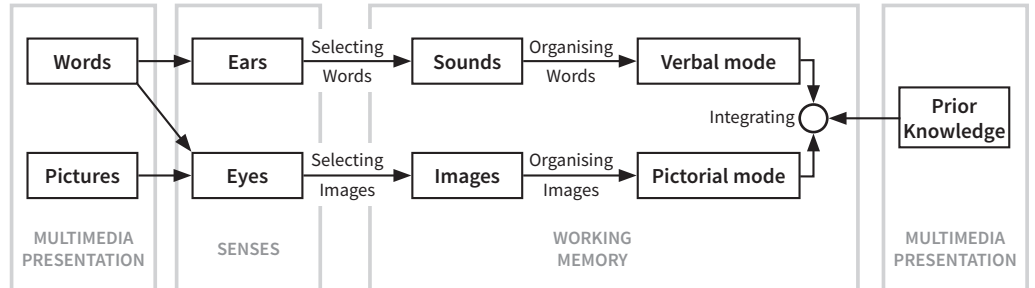 Words
Ears
Selecting
Words
Sounds
Organising
Words
Verbal mode
Integrating
Prior
Knowledge
Pictures
Eyes
Selecting
Images
Images
Organising
Images
Pictorial mode
MULTIMEDIA
PRESENTATION
SENSES
WORKING
MEMORY
MULTIMEDIA
PRESENTATION